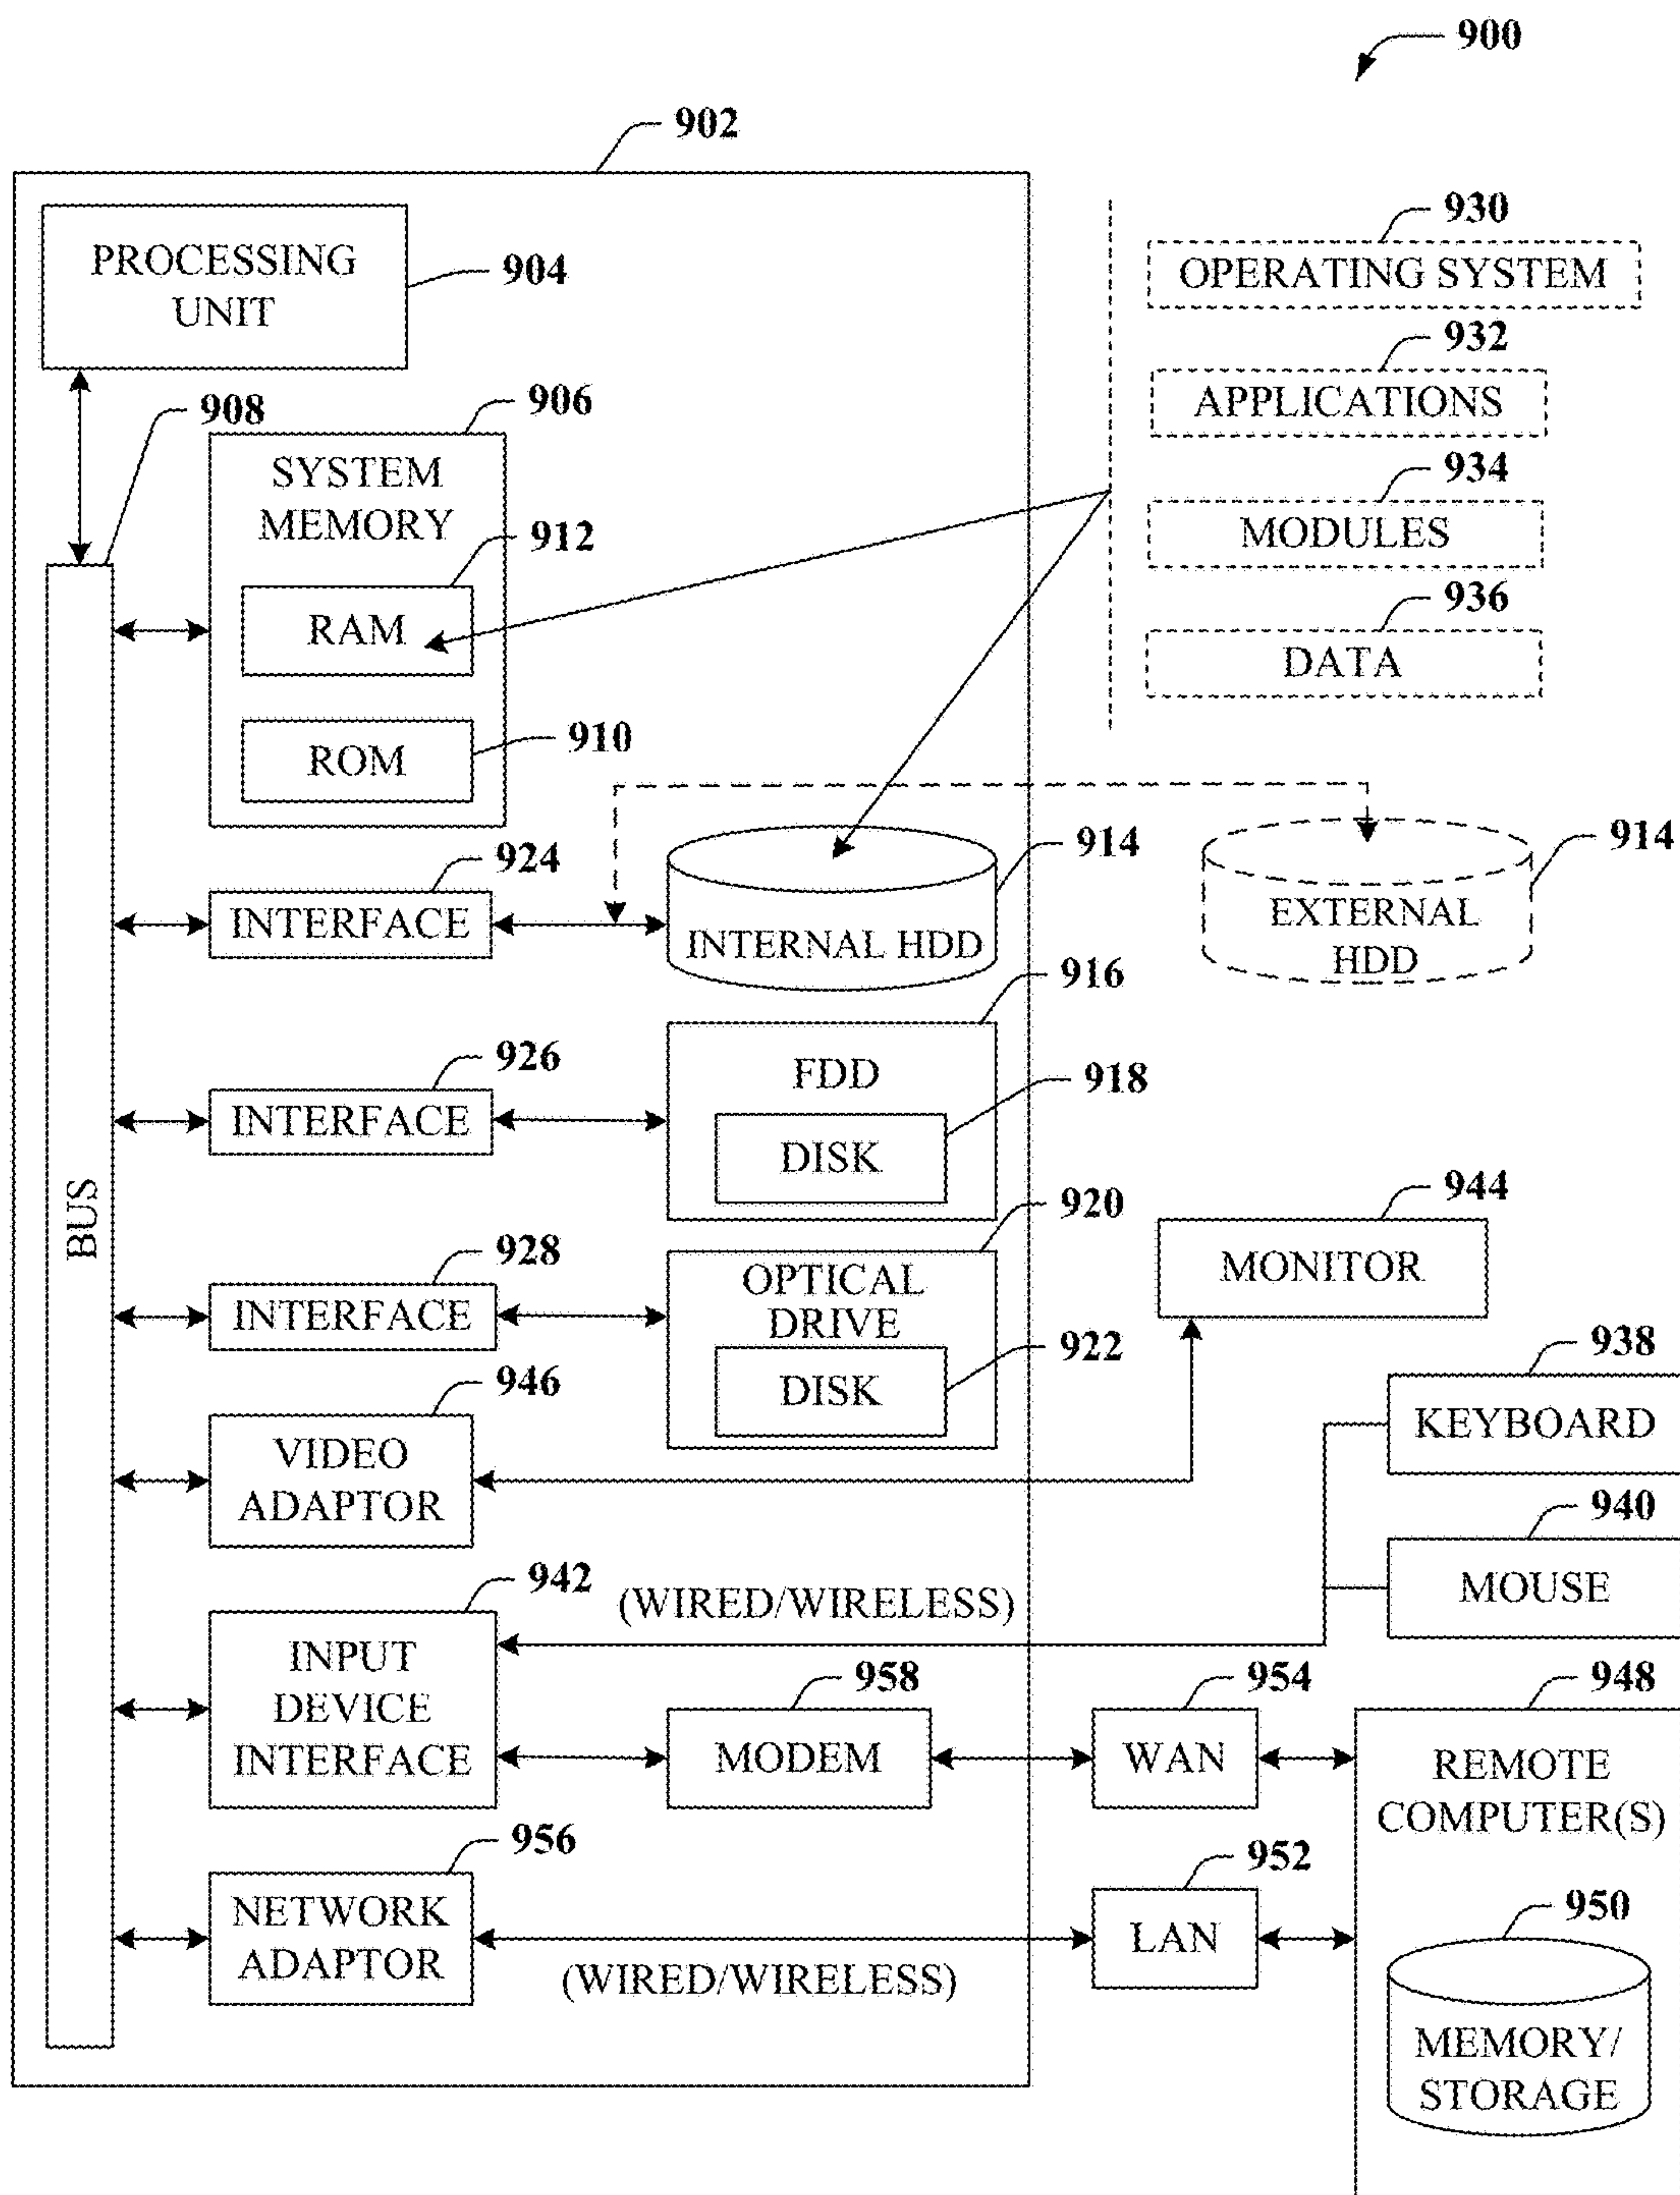 900
902
PROCESSING
UNIT
904
908
906
SYSTEM
MEMORY
912
RAM
ROM
910
930
OPERATING SYSTEM
932
APPLICATIONS
934
MODULES
936
DATA
924
INTERFACE
INTERNAL HDD
914
EXTERNAL
HDD
914
916
926
INTERFACE
FDD
918
DISK
BUS
920
928
INTERFACE
OPTICAL
DRIVE
922
DISK
944
MONITOR
938
KEYBOARD
946
VIDEO
ADAPTOR
940
MOUSE
942
(WIRED/WIRELESS)
INPUT
DEVICE
INTERFACE
958
MODEM
954
WAN
948
REMOTE
COMPUTER(S)
956
NETWORK
ADAPTOR
(WIRED/WIRELESS)
952
LAN
950
MEMORY/
STORAGE